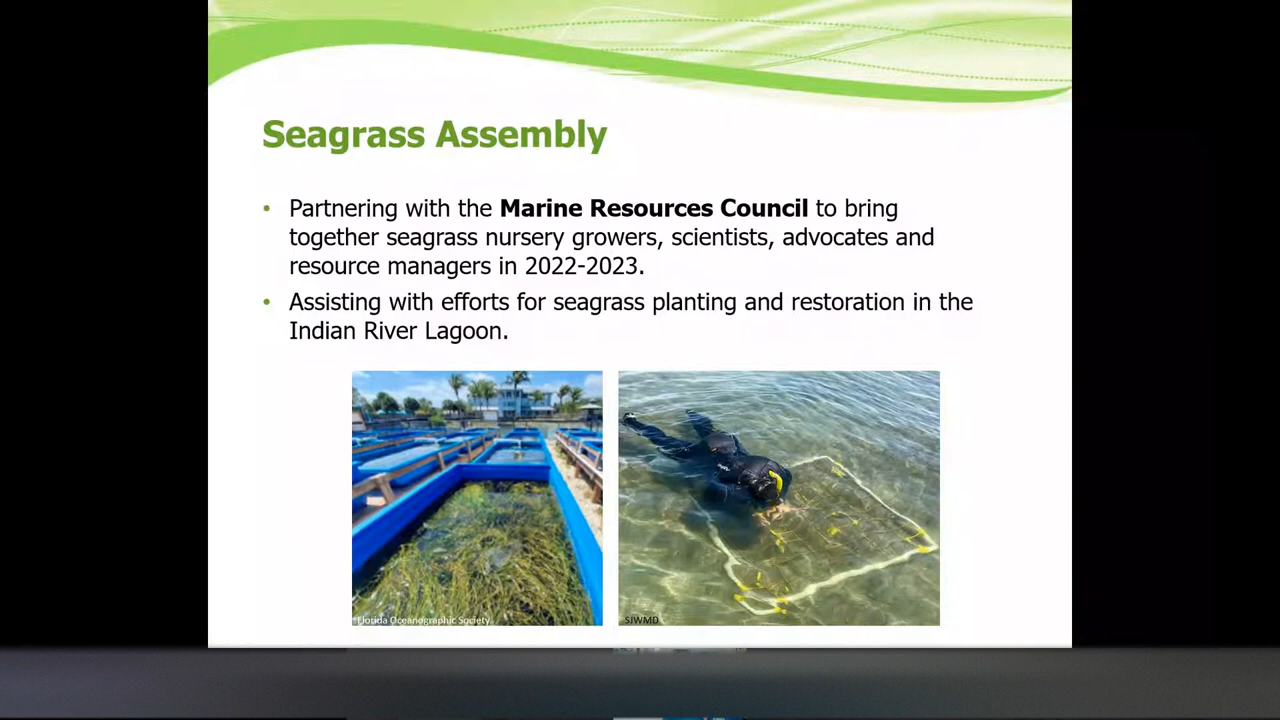 Seagrass Assembly
• Partnering with the Marine Resources Council to bring
together seagrass nursery growers, scientists, advocates and
resource managers in 2022-2023.
• Assisting with efforts for seagrass planting and restoration in the
Indian River Lagoon.
Florida Oceanographic Society
SJWMD